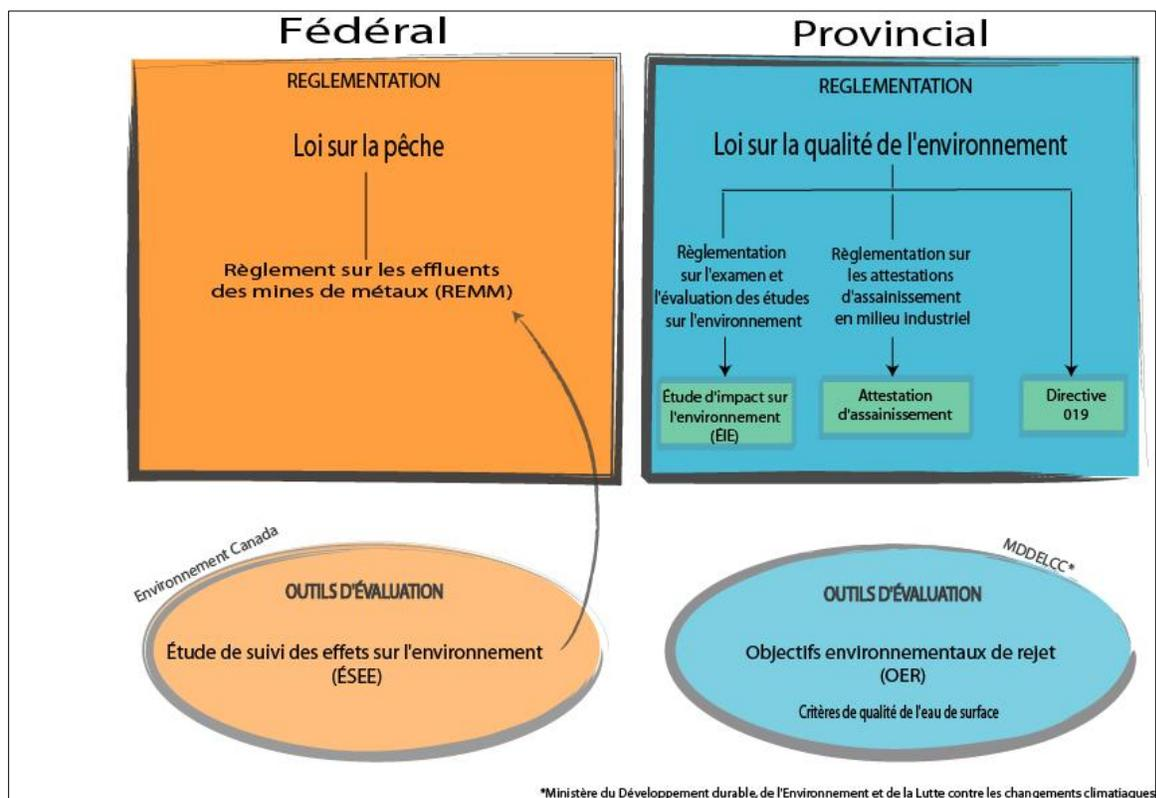 Fédéral
REGLEMENTATION
Loi sur la pêche
Règlement sur les effluents
des mines de métaux (REMM)
Environnement Canada
OUTILS D'ÉVALUATION
Étude de suivi des effets sur l'environnement
(ÉSEE)
Provincial
REGLEMENTATION
Loi sur la qualité de l'environnement
Règlementation
sur l'examen et
l'évaluation des études
sur l'environnement
Règlementation sur
les attestations
d'assainissement
en milieu industriel
Étude d'impact sur
l'environnement
(ÉIE)
Attestation
d'assainissement
Directive
019
MDDELCC*
OUTILS D'ÉVALUATION
Objectifs environnementaux de rejet
(OER)
Critères de qualité de l'eau de surface
*Ministère du Développement durable, de l'Environnement et de la Lutte contre les changements climatiaques